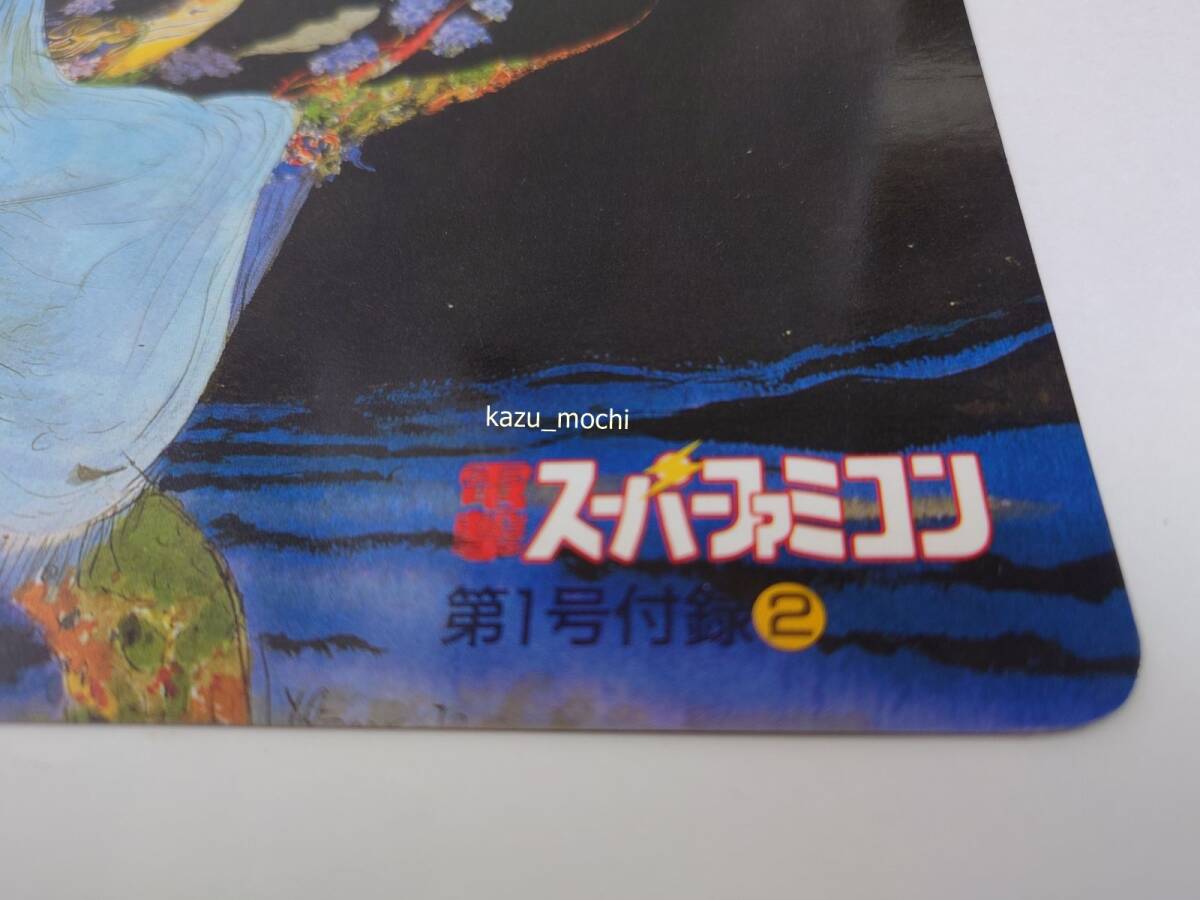 kazu_mochi
電撃スーパーファミコン
第1号付録②